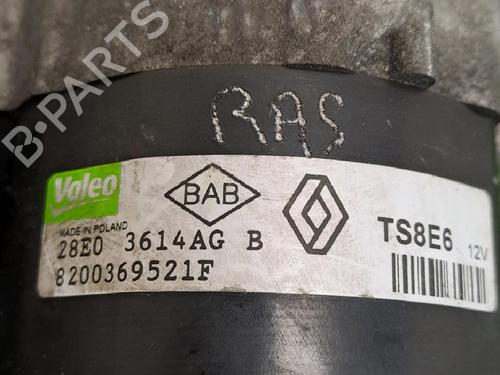 B·PARTS
RAS
Valeo
MADE IN POLAND
BAB
TS8E6
12V
28E0 3614AG B
8200369521F